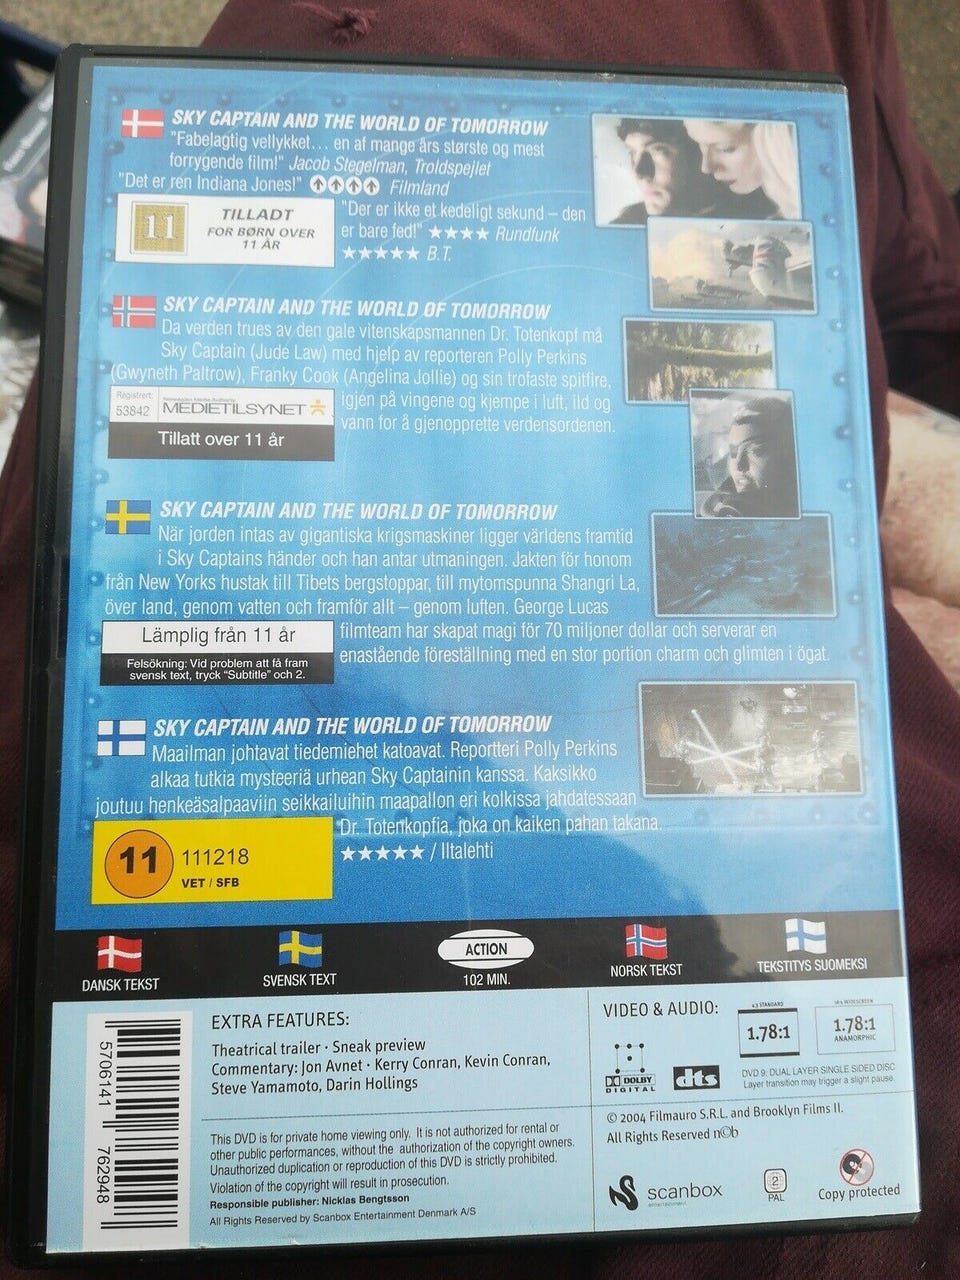 SKY CAPTAIN AND THE WORLD OF TOMORROW
"Fabelagtig vellykket... en af mange års største og mest
forrygende film!" Jacob Stegelman, Troldspejlet
"Det er ren Indiana Jones!" Filmland
11
TILLADT
FOR BØRN OVER
11 ÅR
"Der er ikke et kedeligt sekund – den
er bare fed!" ★★★★ Rundfunk
★★★★★ B.T.
SKY CAPTAIN AND THE WORLD OF TOMORROW
Da verden trues av den gale vitenskapsmannen Dr. Totenkopf må
Sky Captain (Jude Law) med hjelp av reporteren Polly Perkins
(Gwyneth Paltrow), Franky Cook (Angelina Jollie) og sin trofaste spitfire,
igjen på vingene og kjempe i luft, ild og
vann for å gjenopprette verdensordenen.
Registrert:
53842
Norwegian Media Authority
MEDIETILSYNET
Tillatt over 11 år
SKY CAPTAIN AND THE WORLD OF TOMORROW
När jorden intas av gigantiska krigsmaskiner ligger världens framtid
i Sky Captains händer och han antar utmaningen. Jakten för honom
från New Yorks hustak till Tibets bergstoppar, till mytomspunna Shangri La,
över land, genom vatten och framför allt – genom luften. George Lucas
filmteam har skapat magi för 70 miljoner dollar och serverar en
enastående föreställning med en stor portion charm och glimten i ögat.
Lämplig från 11 år
Felsökning: Vid problem att få fram
svensk text, tryck "Subtitle" och 2.
SKY CAPTAIN AND THE WORLD OF TOMORROW
Maailman johtavat tiedemiehet katoavat. Reportteri Polly Perkins
alkaa tutkia mysteeriä urhean Sky Captainin kanssa. Kaksikko
joutuu henkeäsalpaaviin seikkailuihin maapallon eri kolkissa jahdatessaan
Dr. Totenkopfia, joka on kaiken pahan takana.
★★★★★ / Iltalehti
11
111218
VET / SFB
DANSK TEKST
SVENSK TEXT
ACTION
102 MIN.
NORSK TEKST
TEKSTITYS SUOMEKSI
5706141 762948
EXTRA FEATURES:
Theatrical trailer · Sneak preview
Commentary: Jon Avnet · Kerry Conran, Kevin Conran,
Steve Yamamoto, Darin Hollings
This DVD is for private home viewing only. It is not authorized for rental or
other public performances, without the authorization of the copyright owners.
Unauthorized duplication or reproduction of this DVD is strictly prohibited.
Violation of the copyright will result in prosecution.
Responsible publisher: Nicklas Bengtsson
All Rights Reserved by Scanbox Entertainment Denmark A/S
VIDEO & AUDIO:
4:3 STANDARD
1.78:1
16:9 WIDESCREEN
1.78:1
ANAMORPHIC
DOLBY
DIGITAL
dts
DVD 9: DUAL LAYER SINGLE SIDED DISC
Layer transition may trigger a slight pause.
© 2004 Filmauro S.R.L. and Brooklyn Films II.
All Rights Reserved nCb
scanbox
entertainment
2
PAL
Copy protected